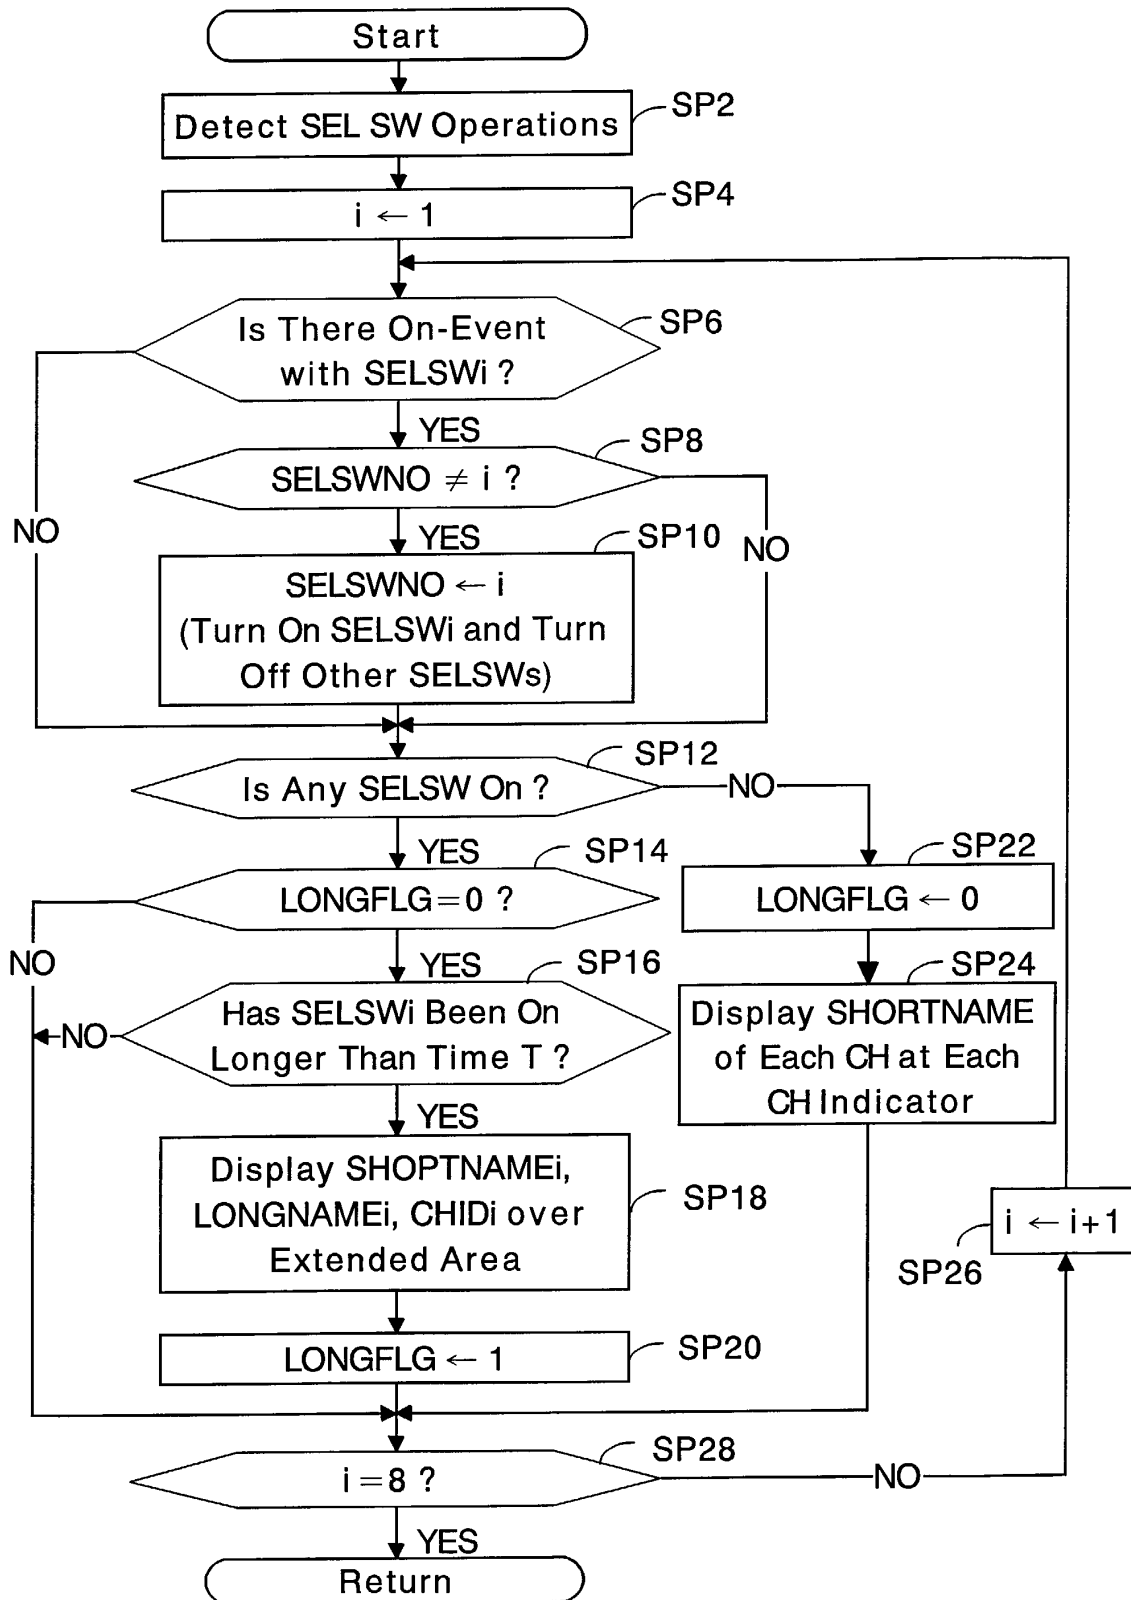 Start
SP2
Detect SEL SW Operations
SP4
i ← 1
SP6
Is There On-Event
with SELSWi ?
YES
NO
SP8
SELSWNO ≠ i ?
YES
NO
SP10
SELSWNO ← i
(Turn On SELSWi and Turn
Off Other SELSWs)
SP12
Is Any SELSW On ?
NO
YES
SP14
LONGFLG=0 ?
NO
YES
SP22
LONGFLG ← 0
SP16
Has SELSWi Been On
Longer Than Time T ?
NO
YES
SP24
Display SHORTNAME
of Each CH at Each
CH Indicator
SP18
Display SHOPTNAMEi,
LONGNAMEi, CHIDi over
Extended Area
SP26
i ← i+1
SP20
LONGFLG ← 1
SP28
i=8 ?
NO
YES
Return